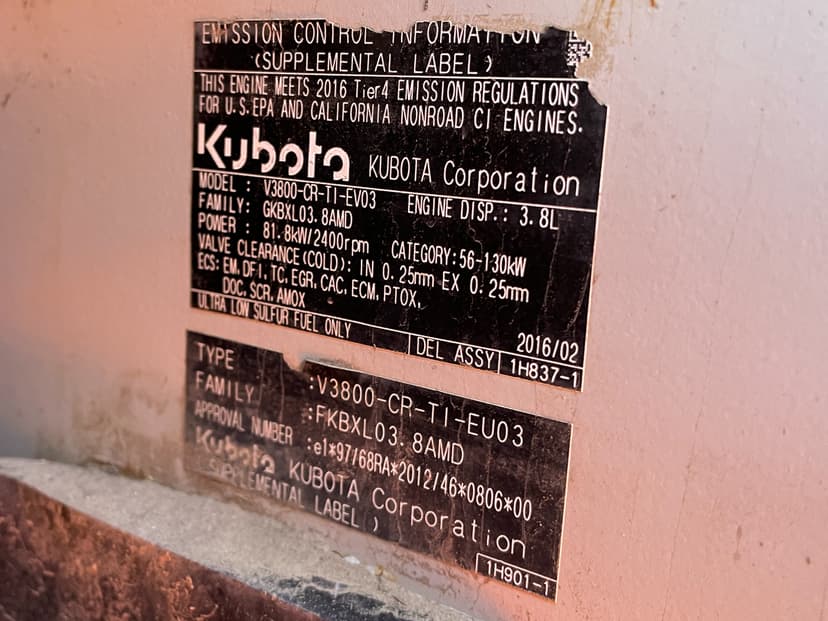 EMISSION CONTROL INFORMATION
(SUPPLEMENTAL LABEL)
THIS ENGINE MEETS 2016 Tier4 EMISSION REGULATIONS
FOR U.S.EPA AND CALIFORNIA NONROAD CI ENGINES.
Kubota KUBOTA Corporation
MODEL : V3800-CR-TI-EV03 ENGINE DISP.: 3.8L
FAMILY: GKBXL03.8AMD
POWER : 81.8kW/2400rpm CATEGORY:56-130kW
VALVE CLEARANCE(COLD): IN 0.25mm EX 0.25mm
ECS: EM,DFI,TC,EGR,CAC,ECM,PTOX,
DOC,SCR,AMOX
2016/02
ULTRA LOW SULFUR FUEL ONLY DEL ASSY 1H837-1
TYPE :V3800-CR-TI-EU03
FAMILY :FKBXL03.8AMD
APPROVAL NUMBER :e1*97/68RA*2012/46*0806*00
Kubota KUBOTA Corporation
(SUPPLEMENTAL LABEL )
1H901-1